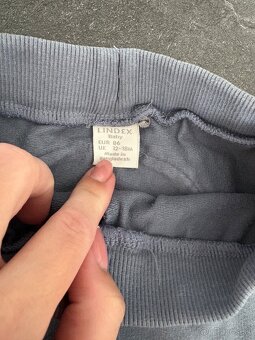 LINDEX
Baby
EUR 86
UK 12-18M
Made in
Bangladesh